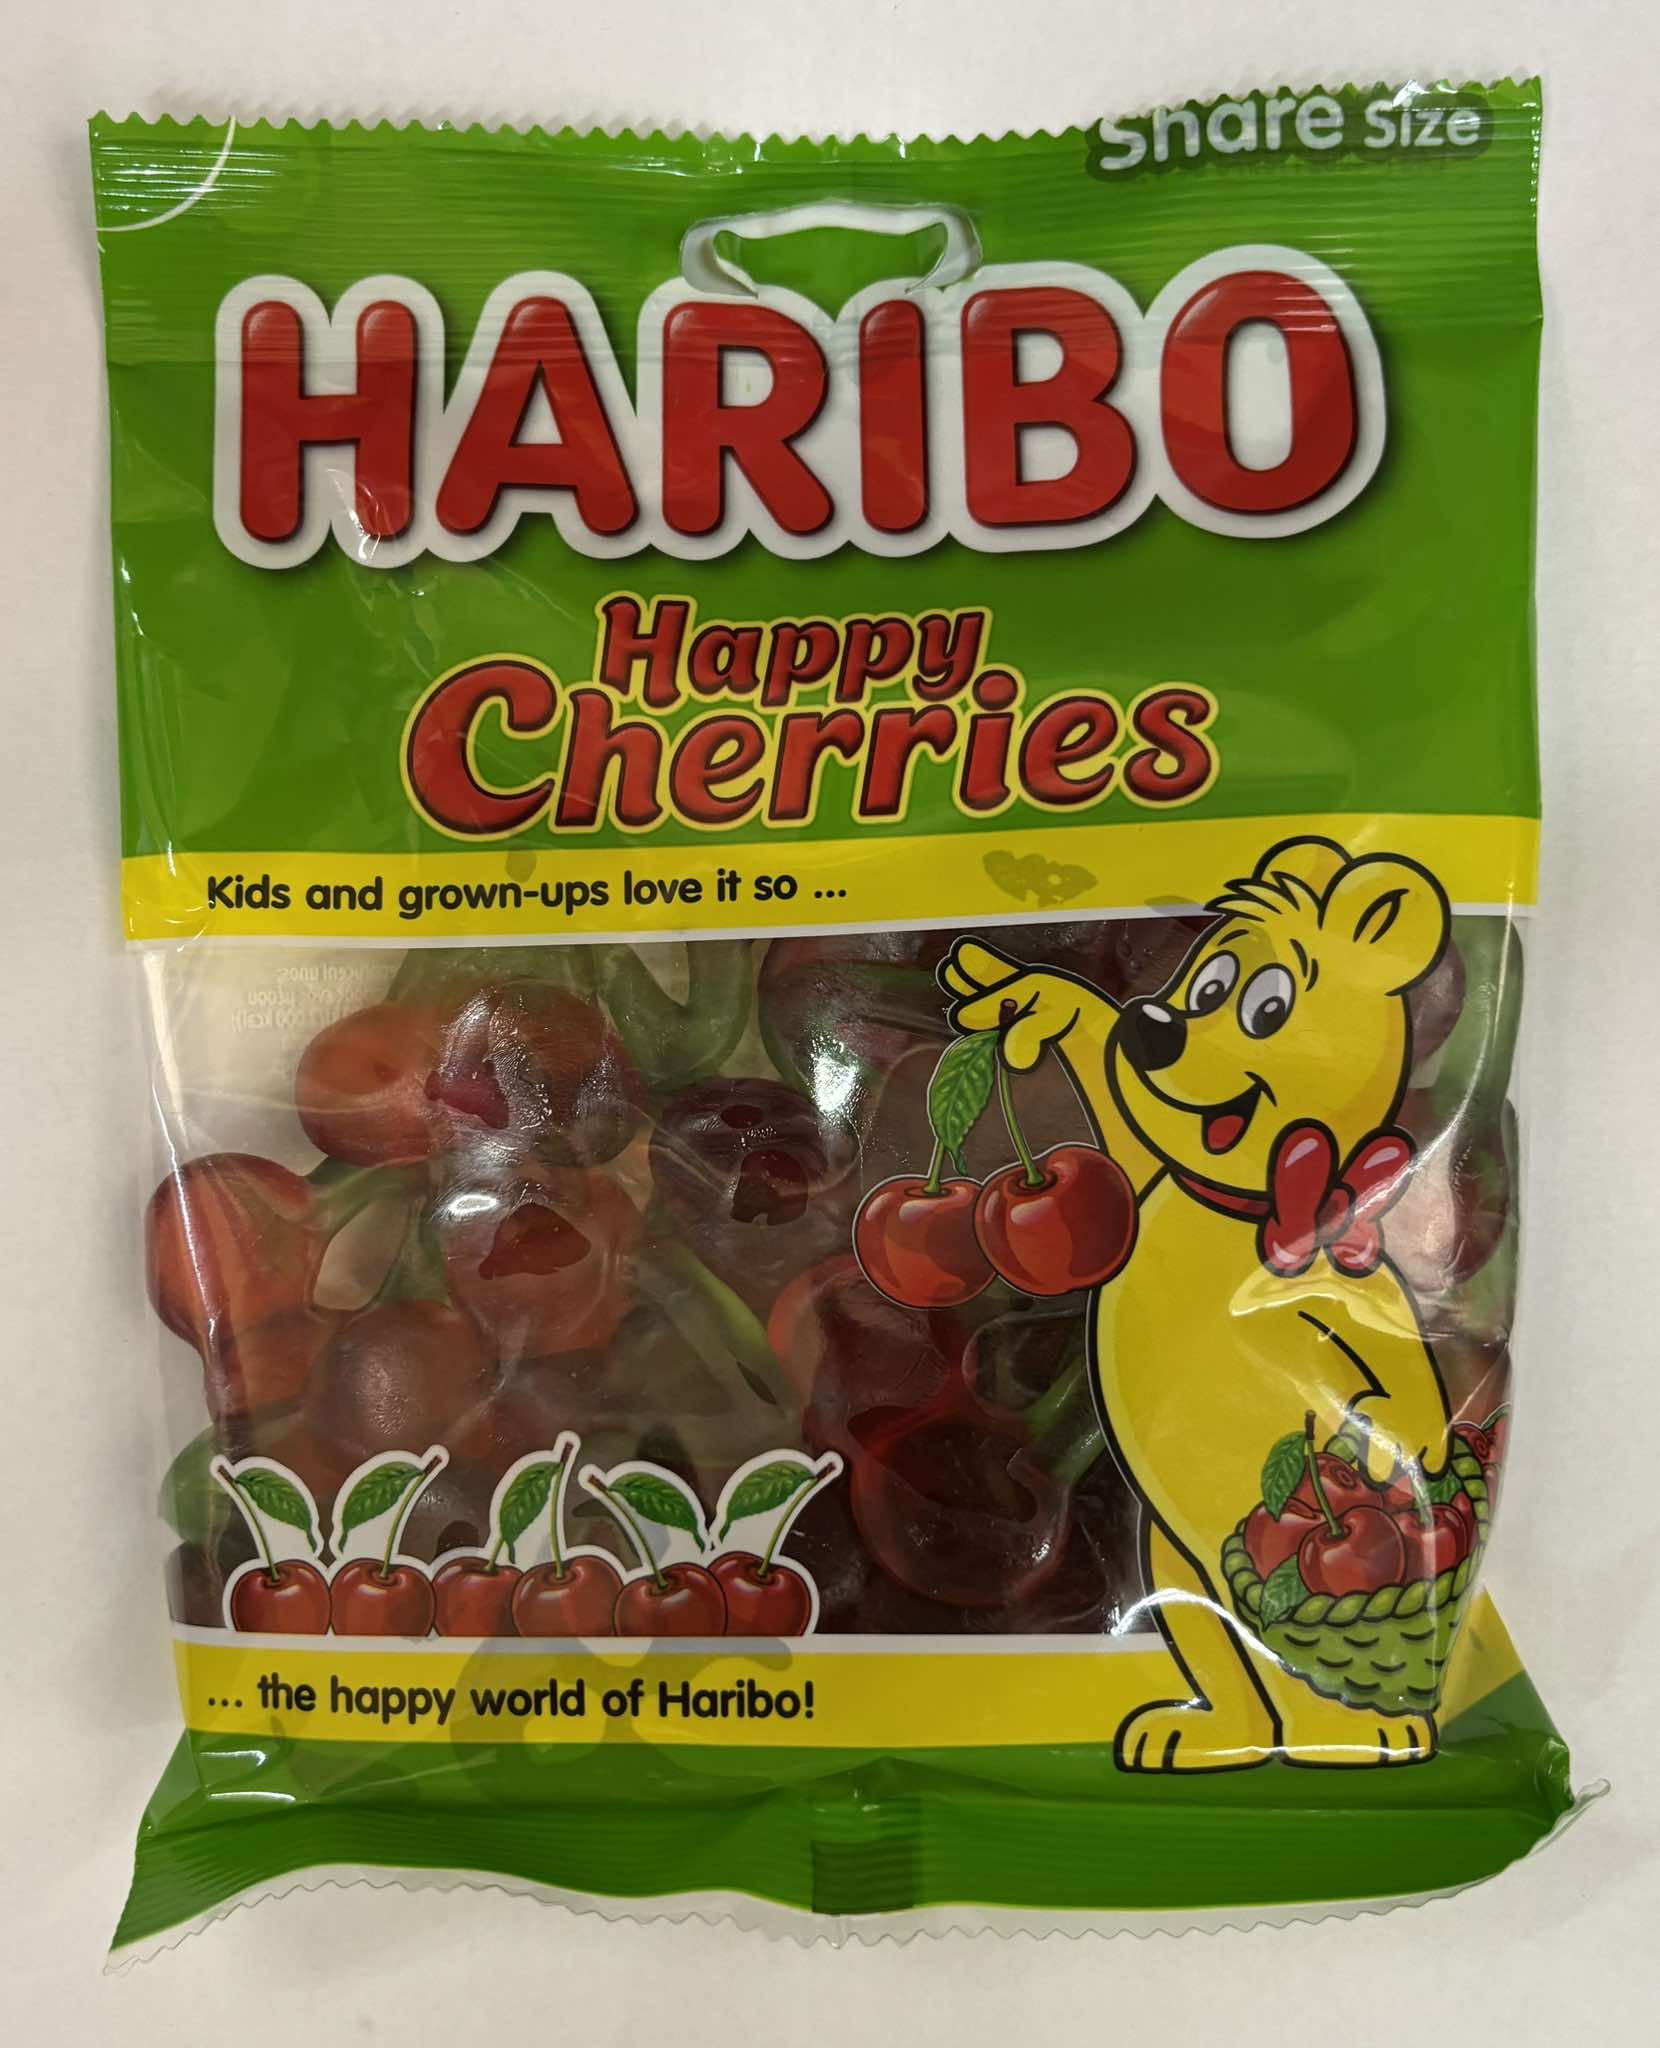 Share Size
HARIBO
Happy
Cherries
Kids and grown-ups love it so ...
... the happy world of Haribo!